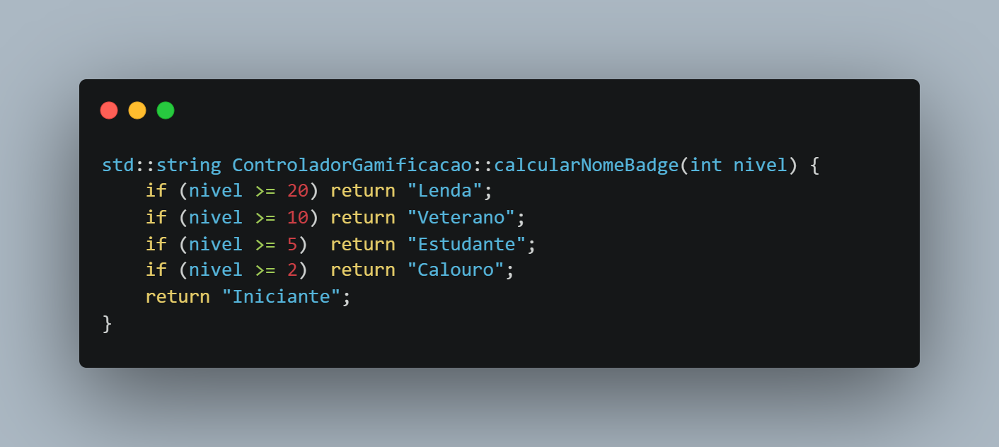 std::string ControladorGamificacao::calcularNomeBadge(int nivel) {
    if (nivel >= 20) return "Lenda";
    if (nivel >= 10) return "Veterano";
    if (nivel >= 5)  return "Estudante";
    if (nivel >= 2)  return "Calouro";
    return "Iniciante";
}